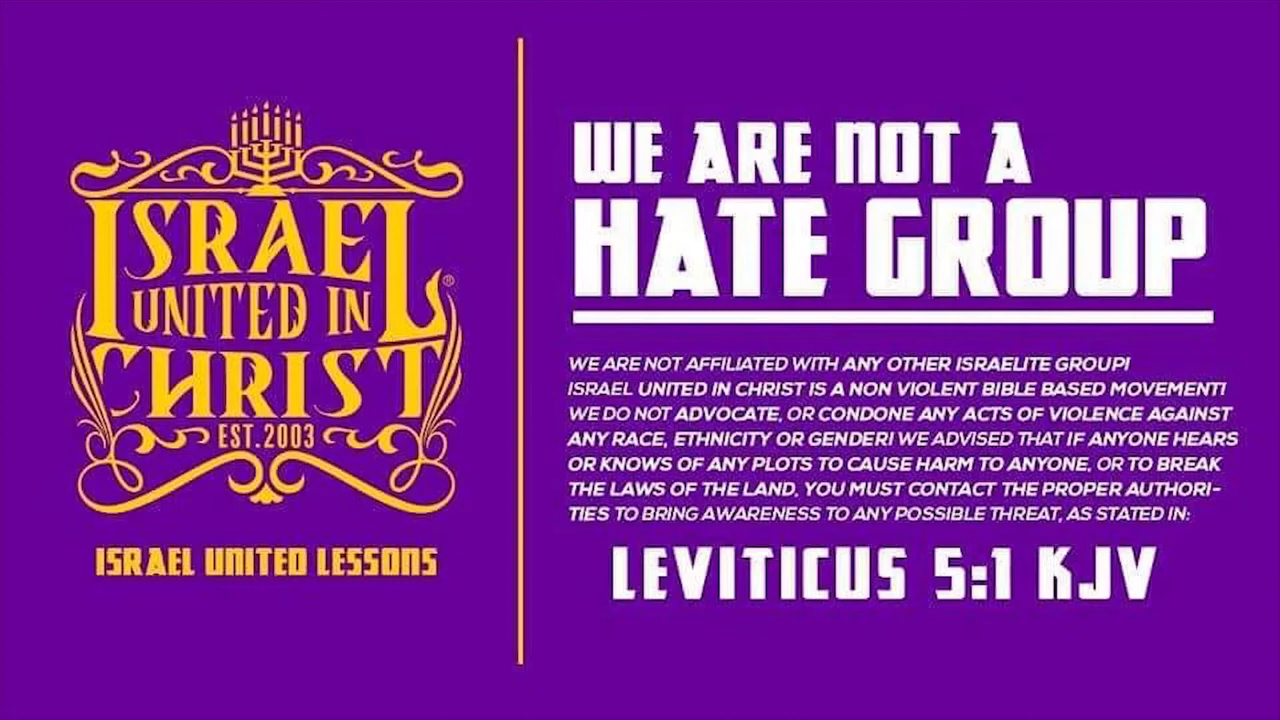 ISRAEL
UNITED IN
CHRIST
EST. 2003
ISRAEL UNITED LESSONS
WE ARE NOT A
HATE GROUP
WE ARE NOT AFFILIATED WITH ANY OTHER ISRAELITE GROUP!
ISRAEL UNITED IN CHRIST IS A NON VIOLENT BIBLE BASED MOVEMENT!
WE DO NOT ADVOCATE, OR CONDONE ANY ACTS OF VIOLENCE AGAINST
ANY RACE, ETHNICITY OR GENDER! WE ADVISED THAT IF ANYONE HEARS
OR KNOWS OF ANY PLOTS TO CAUSE HARM TO ANYONE, OR TO BREAK
THE LAWS OF THE LAND, YOU MUST CONTACT THE PROPER AUTHORI-
TIES TO BRING AWARENESS TO ANY POSSIBLE THREAT, AS STATED IN:
LEVITICUS 5:1 KJV